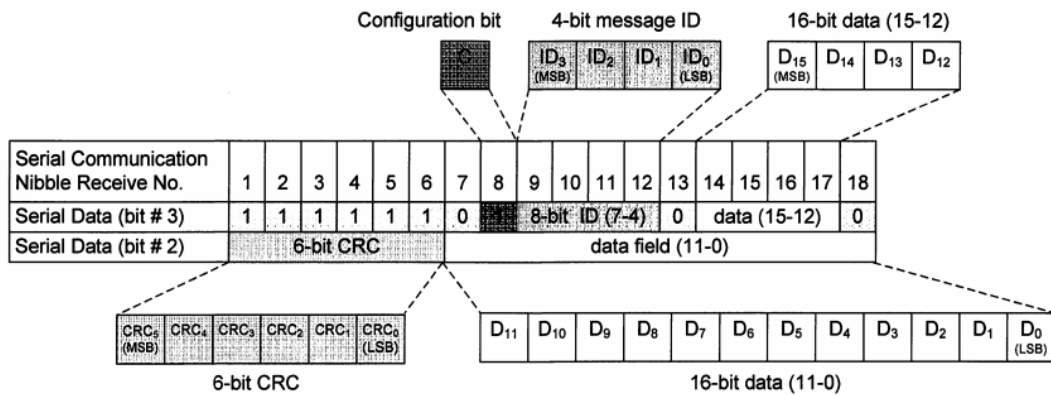 Configuration bit 4-bit message ID 16-bit data (15-12)
C ID3 ID2 ID1 ID0 D15 D14 D13 D12
(MSB) (LSB) (MSB)
Serial Communication
Nibble Receive No. 1 2 3 4 5 6 7 8 9 10 11 12 13 14 15 16 17 18
Serial Data (bit # 3) 1 1 1 1 1 1 0 1 8-bit ID (7-4) 0 data (15-12) 0
Serial Data (bit # 2) 6-bit CRC data field (11-0)
CRC5 CRC4 CRC3 CRC2 CRC1 CRC0 D11 D10 D9 D8 D7 D6 D5 D4 D3 D2 D1 D0
(MSB) (LSB) (LSB)
6-bit CRC 16-bit data (11-0)